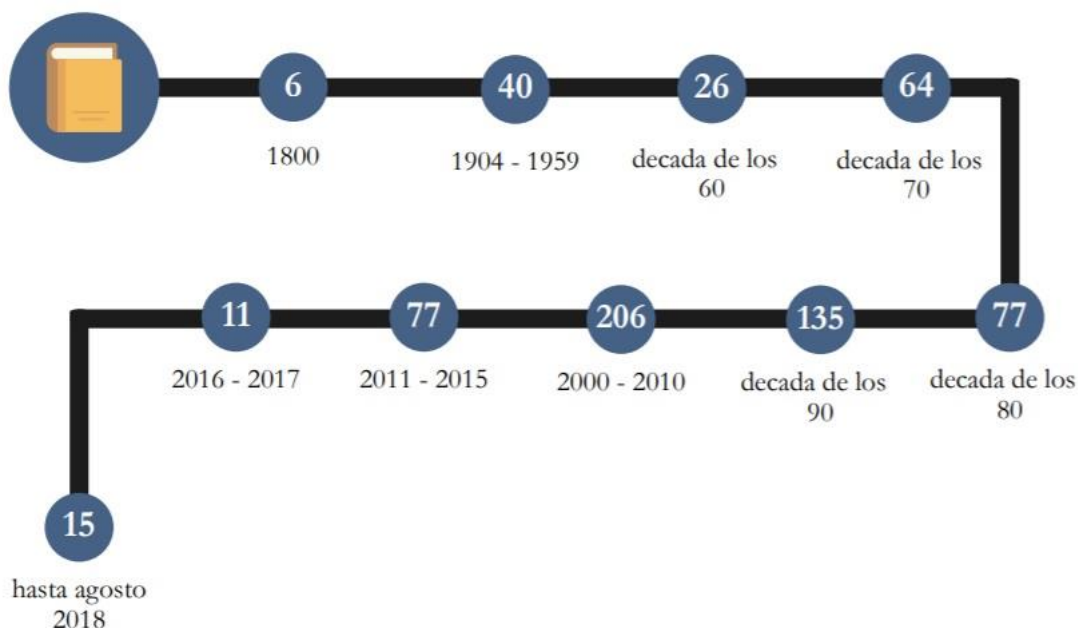 6
1800
40
1904 - 1959
26
decada de los
60
64
decada de los
70
77
decada de los
80
135
decada de los
90
206
2000 - 2010
77
2011 - 2015
11
2016 - 2017
15
hasta agosto
2018